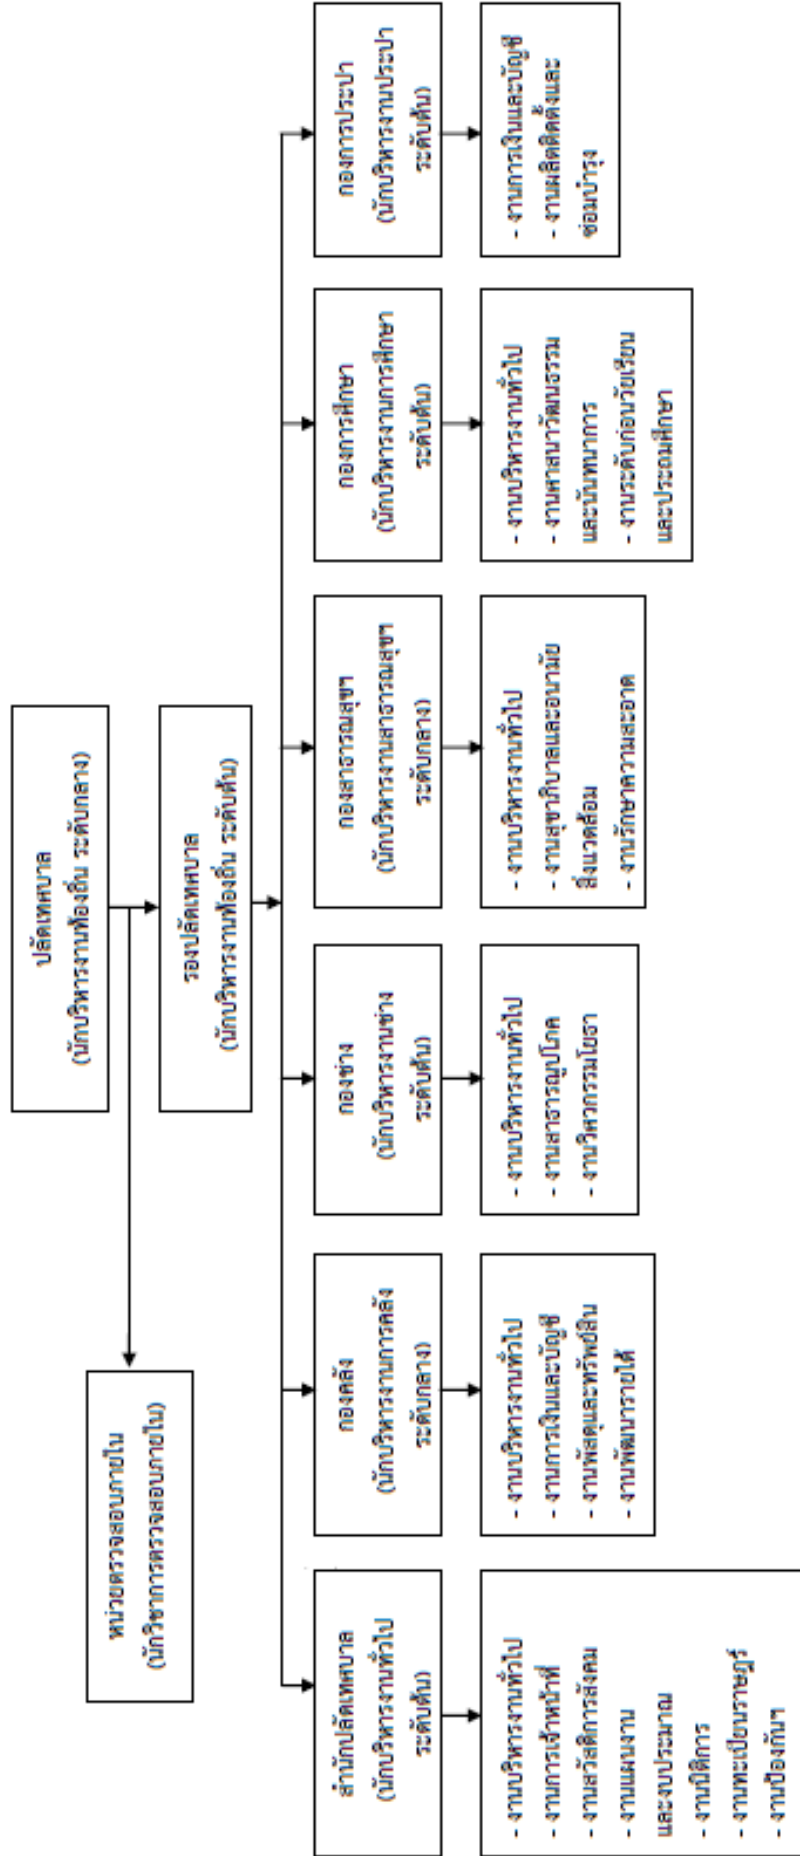 ปลัดเทศบาล
(นักบริหารงานท้องถิ่น ระดับกลาง)
หน่วยตรวจสอบภายใน
(นักวิชาการตรวจสอบภายใน)
รองปลัดเทศบาล
(นักบริหารงานท้องถิ่น ระดับต้น)
สำนักปลัดเทศบาล
(นักบริหารงานทั่วไป
ระดับต้น)
กองคลัง
(นักบริหารงานการคลัง
ระดับกลาง)
กองช่าง
(นักบริหารงานช่าง
ระดับต้น)
กองสาธารณสุขฯ
(นักบริหารงานสาธารณสุขฯ
ระดับกลาง)
กองการศึกษา
(นักบริหารงานการศึกษา
ระดับต้น)
กองการประปา
(นักบริหารงานประปา
ระดับต้น)
- งานบริหารงานทั่วไป
- งานการเจ้าหน้าที่
- งานสวัสดิการสังคม
- งานแผนงาน
และงบประมาณ
- งานนิติการ
- งานทะเบียนราษฎร์
- งานป้องกันฯ
- งานบริหารงานทั่วไป
- งานการเงินและบัญชี
- งานพัสดุและทรัพย์สิน
- งานพัฒนารายได้
- งานบริหารงานทั่วไป
- งานสาธารณูปโภค
- งานวิศวกรรมโยธา
- งานบริหารงานทั่วไป
- งานสุขาภิบาลและอนามัย
สิ่งแวดล้อม
- งานรักษาความสะอาด
- งานบริหารงานทั่วไป
- งานศาสนาวัฒนธรรม
และนันทนาการ
- งานระดับก่อนวัยเรียน
และประถมศึกษา
- งานการเงินและบัญชี
- งานผลิตติดตั้งและ
ซ่อมบำรุง